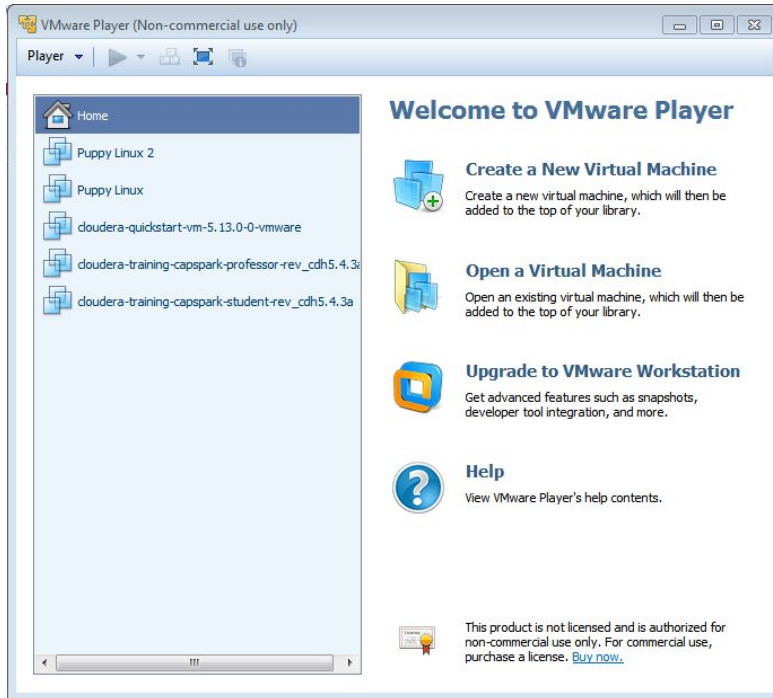 VMware Player (Non-commercial use only)
Player
Home
Puppy Linux 2
Puppy Linux
cloudera-quickstart-vm-5.13.0-0-vmware
cloudera-training-capspark-professor-rev_cdh5.4.3a
cloudera-training-capspark-student-rev_cdh5.4.3a
Welcome to VMware Player
Create a New Virtual Machine
Create a new virtual machine, which will then be
added to the top of your library.
Open a Virtual Machine
Open an existing virtual machine, which will then be
added to the top of your library.
Upgrade to VMware Workstation
Get advanced features such as snapshots,
developer tool integration, and more.
Help
View VMware Player's help contents.
This product is not licensed and is authorized for
non-commercial use only. For commercial use,
purchase a license. Buy now.